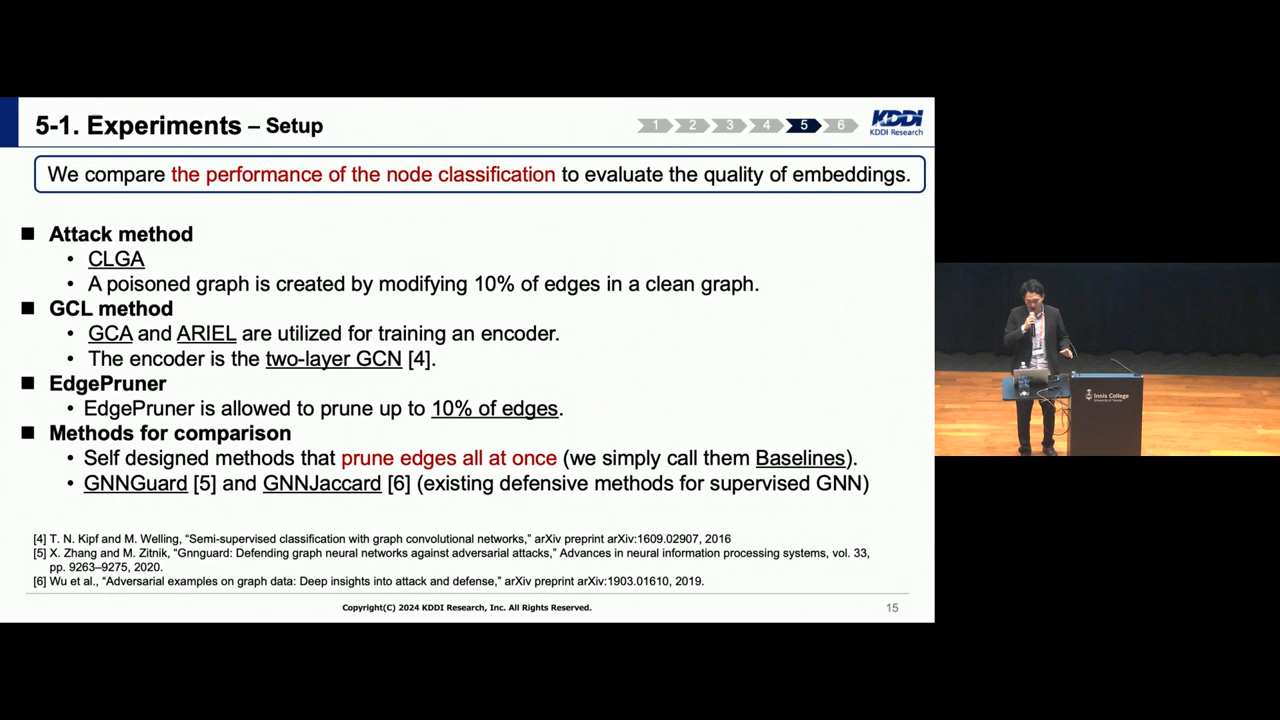 5-1. Experiments – Setup
1 2 3 4 5 6
KDDI
KDDI Research
We compare the performance of the node classification to evaluate the quality of embeddings.
■ Attack method
• CLGA
• A poisoned graph is created by modifying 10% of edges in a clean graph.
■ GCL method
• GCA and ARIEL are utilized for training an encoder.
• The encoder is the two-layer GCN [4].
■ EdgePruner
• EdgePruner is allowed to prune up to 10% of edges.
■ Methods for comparison
• Self designed methods that prune edges all at once (we simply call them Baselines).
• GNNGuard [5] and GNNJaccard [6] (existing defensive methods for supervised GNN)
[4] T. N. Kipf and M. Welling, “Semi-supervised classification with graph convolutional networks,” arXiv preprint arXiv:1609.02907, 2016
[5] X. Zhang and M. Zitnik, “Gnnguard: Defending graph neural networks against adversarial attacks,” Advances in neural information processing systems, vol. 33,
pp. 9263–9275, 2020.
[6] Wu et al., “Adversarial examples on graph data: Deep insights into attack and defense,” arXiv preprint arXiv:1903.01610, 2019.
Copyright(C) 2024 KDDI Research, Inc. All Rights Reserved.
15
Innis College